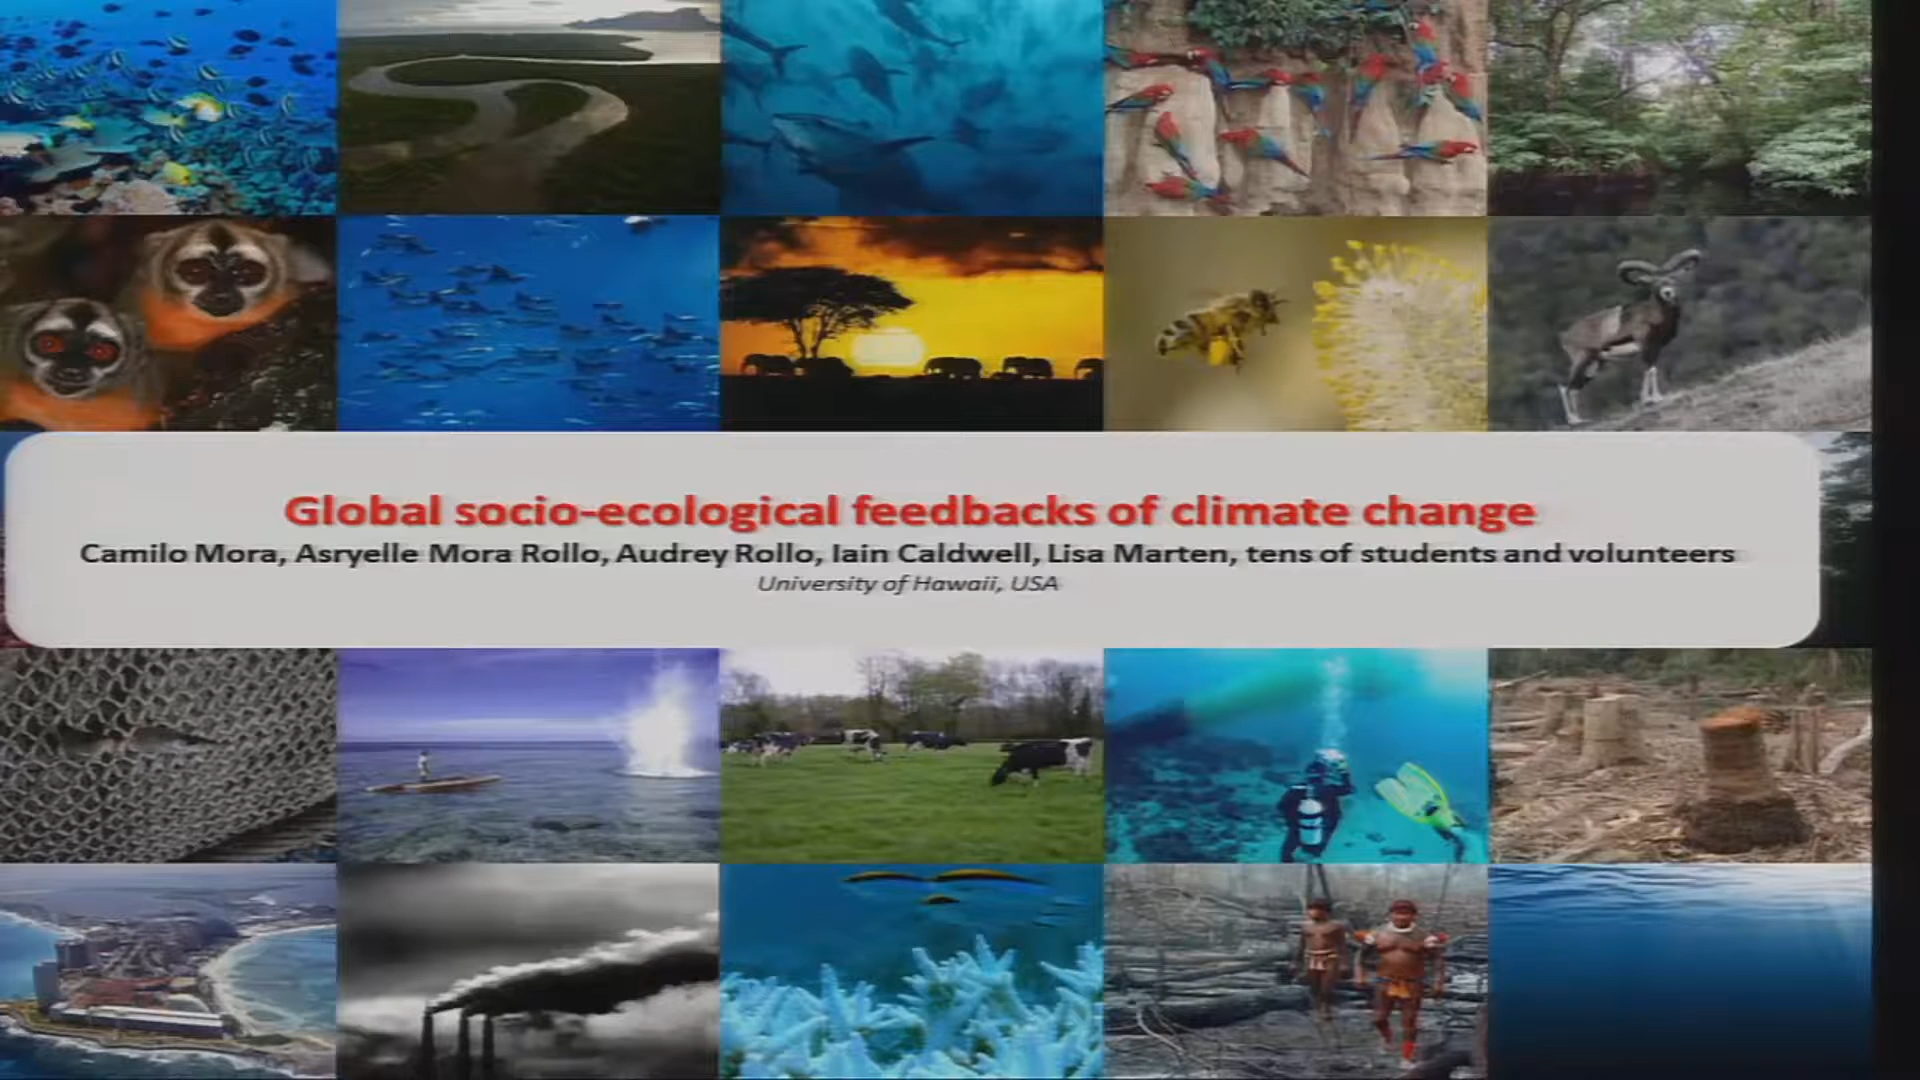 Global socio-ecological feedbacks of climate change
Camilo Mora, Asryelle Mora Rollo, Audrey Rollo, Iain Caldwell, Lisa Marten, tens of students and volunteers
University of Hawaii, USA